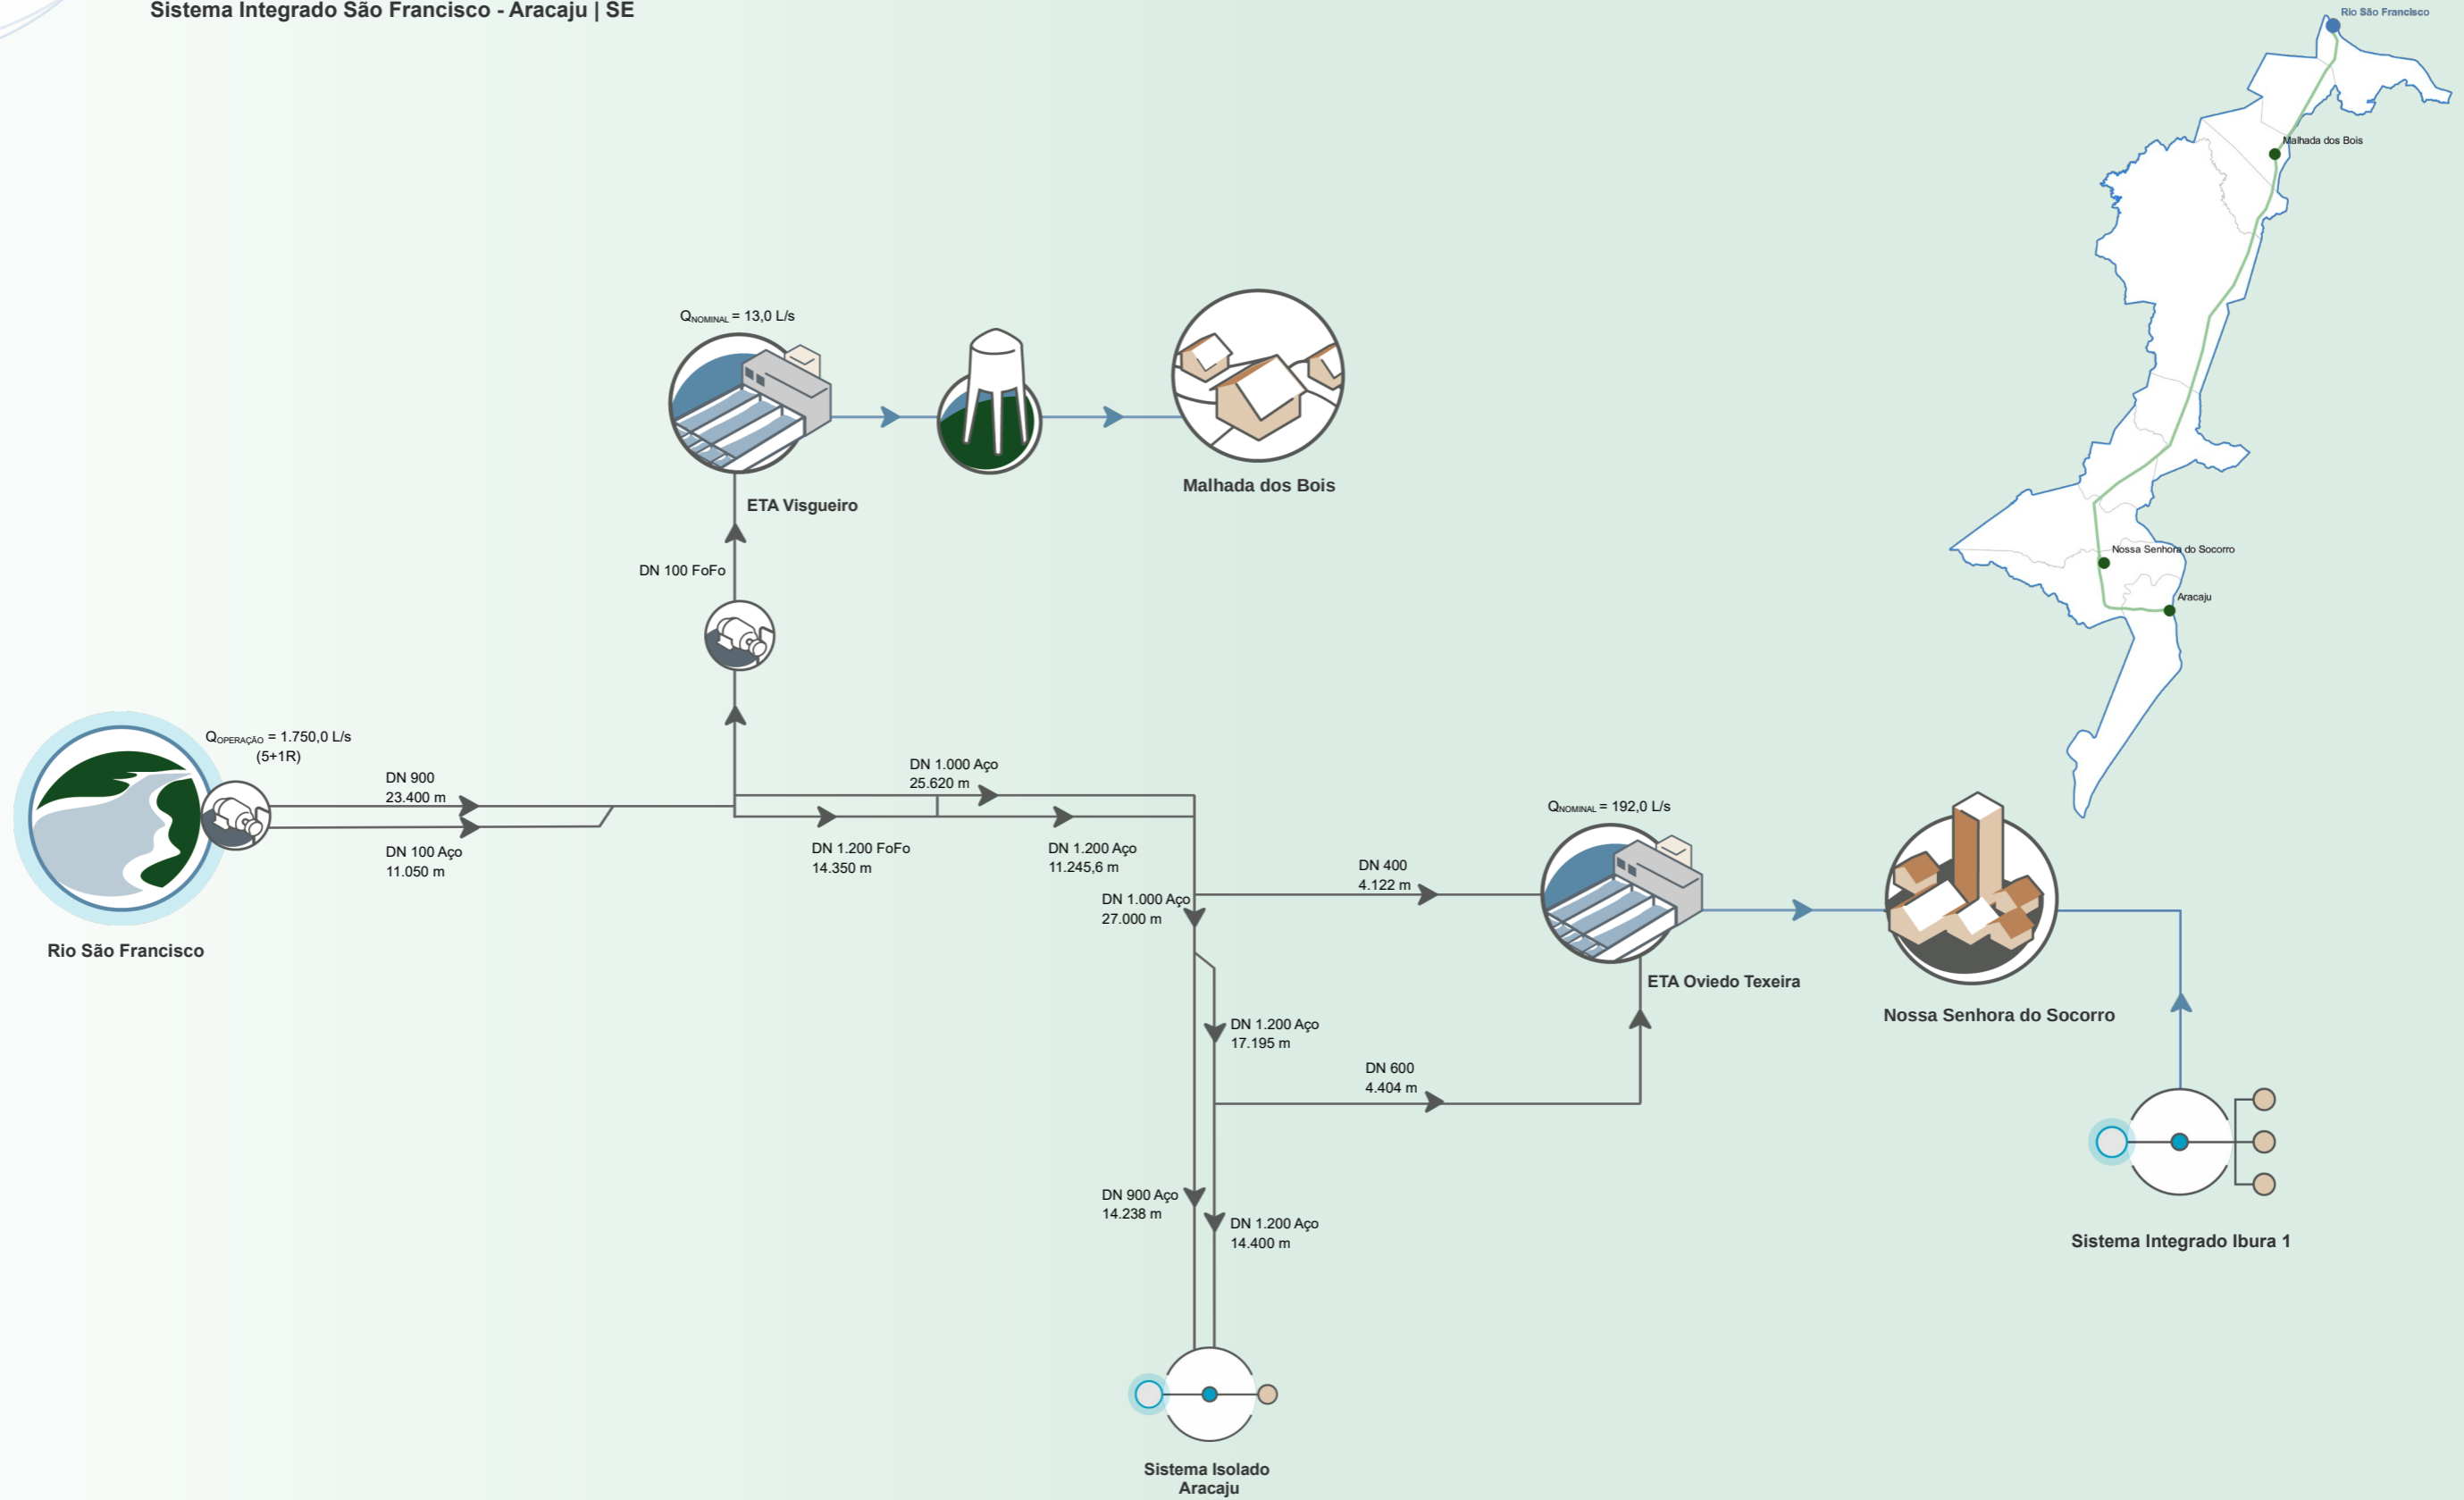 Sistema Integrado São Francisco - Aracaju | SE
Rio São Francisco
Malhada dos Bois
Nossa Senhora do Socorro
Aracaju
QNOMINAL = 13,0 L/s
ETA Visgueiro
Malhada dos Bois
DN 100 FoFo
QOPERAÇÃO = 1.750,0 L/s
(5+1R)
DN 900
23.400 m
DN 100 Aço
11.050 m
Rio São Francisco
DN 1.000 Aço
25.620 m
DN 1.200 FoFo
14.350 m
DN 1.200 Aço
11.245,6 m
DN 1.000 Aço
27.000 m
DN 400
4.122 m
QNOMINAL = 192,0 L/s
ETA Oviedo Texeira
Nossa Senhora do Socorro
DN 1.200 Aço
17.195 m
DN 600
4.404 m
DN 900 Aço
14.238 m
DN 1.200 Aço
14.400 m
Sistema Integrado Ibura 1
Sistema Isolado
Aracaju